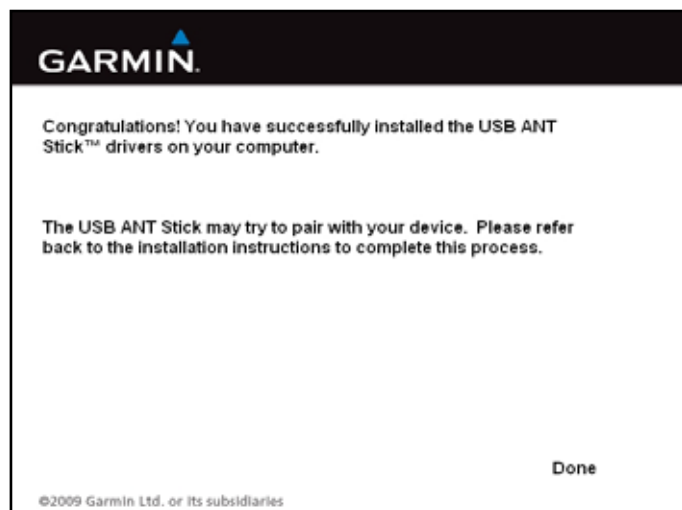 GARMIN.
Congratulations! You have successfully installed the USB ANT
Stick™ drivers on your computer.
The USB ANT Stick may try to pair with your device.  Please refer
back to the installation instructions to complete this process.
Done
©2009 Garmin Ltd. or its subsidiaries